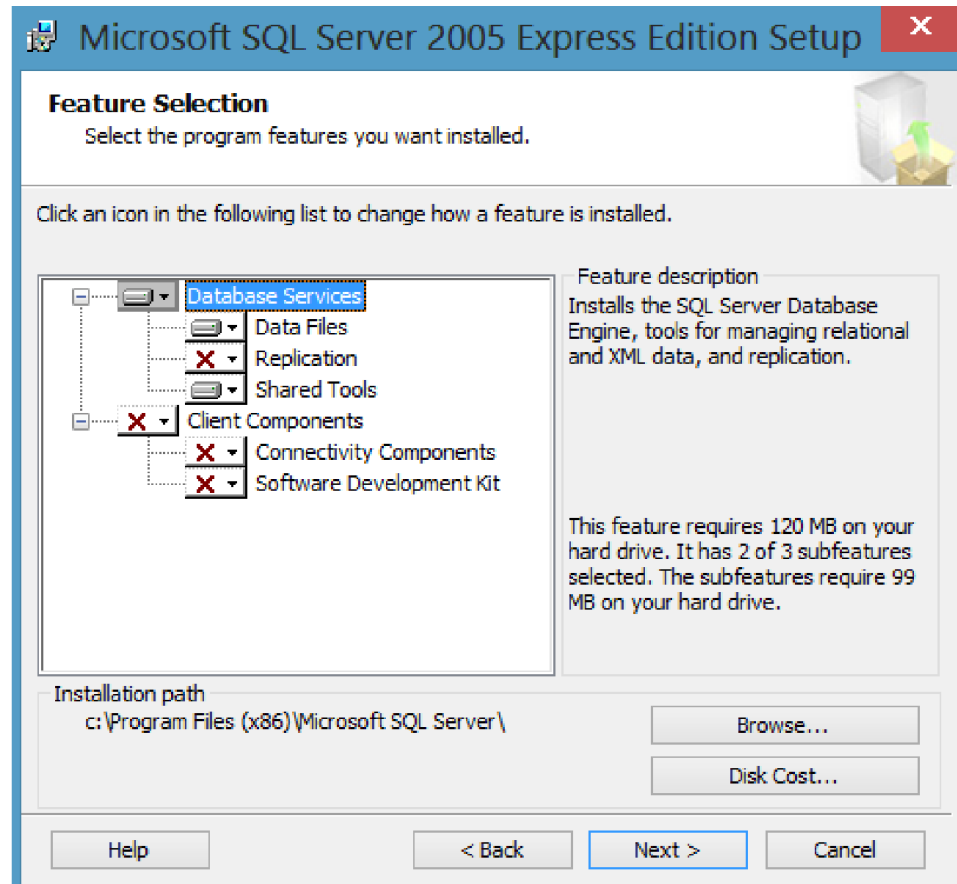 Microsoft SQL Server 2005 Express Edition Setup
Feature Selection
Select the program features you want installed.
Click an icon in the following list to change how a feature is installed.
Database Services
Data Files
Replication
Shared Tools
Client Components
Connectivity Components
Software Development Kit
Feature description
Installs the SQL Server Database
Engine, tools for managing relational
and XML data, and replication.
This feature requires 120 MB on your
hard drive. It has 2 of 3 subfeatures
selected. The subfeatures require 99
MB on your hard drive.
Installation path
c:\Program Files (x86)\Microsoft SQL Server\
Browse...
Disk Cost...
Help
< Back
Next >
Cancel